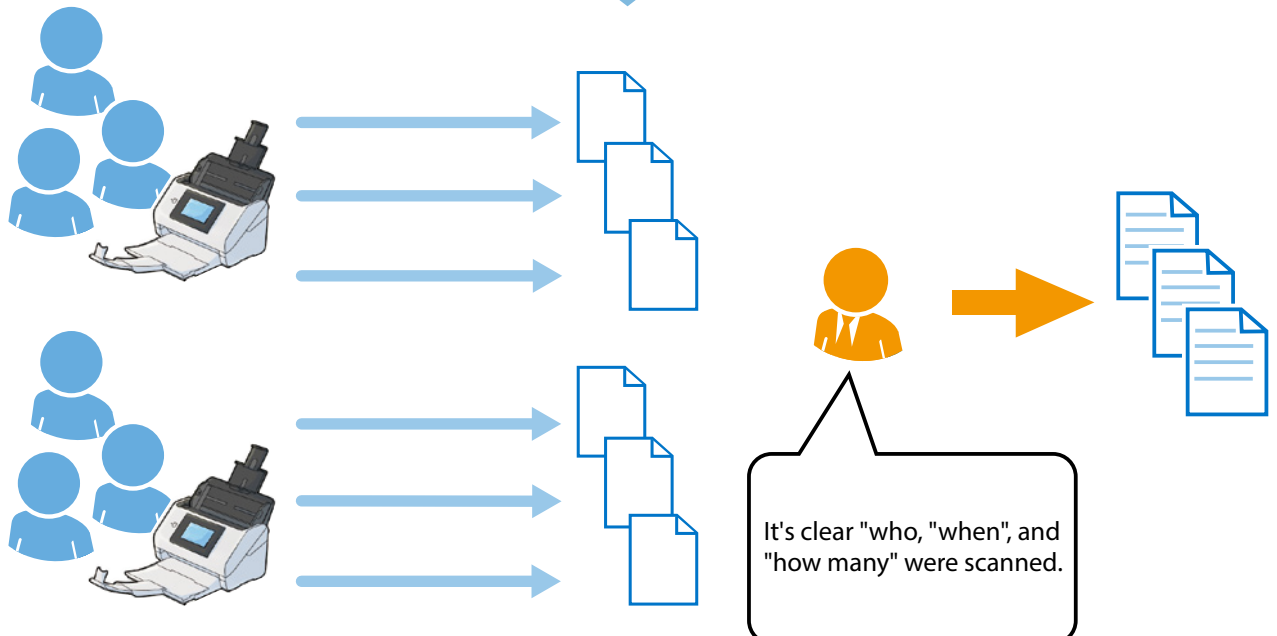 It's clear "who, "when", and
"how many" were scanned.